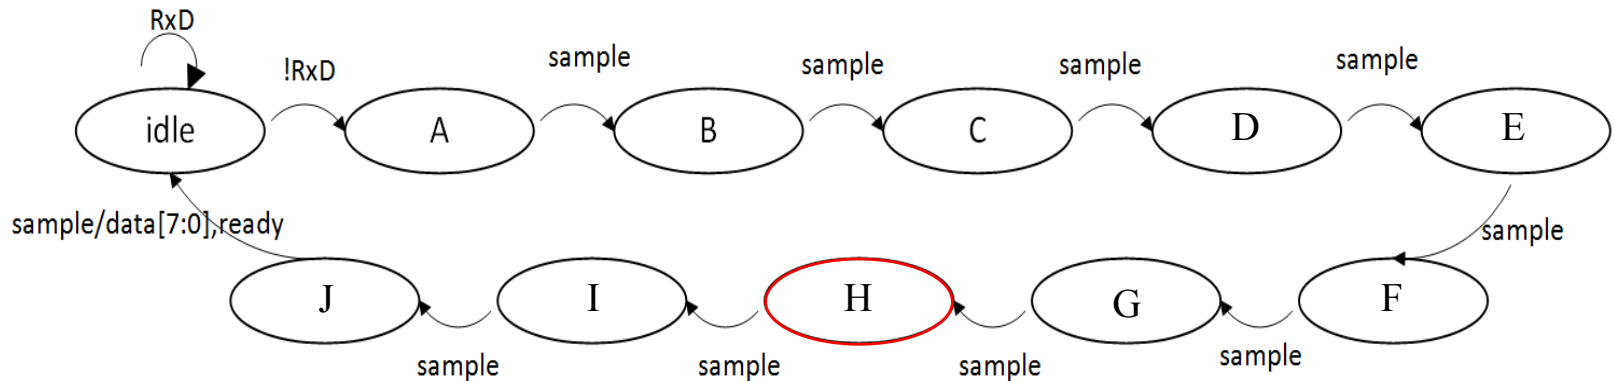 RxD
!RxD
sample
sample
sample
sample
idle
A
B
C
D
E
sample/data[7:0],ready
sample
J
I
H
G
F
sample
sample
sample
sample